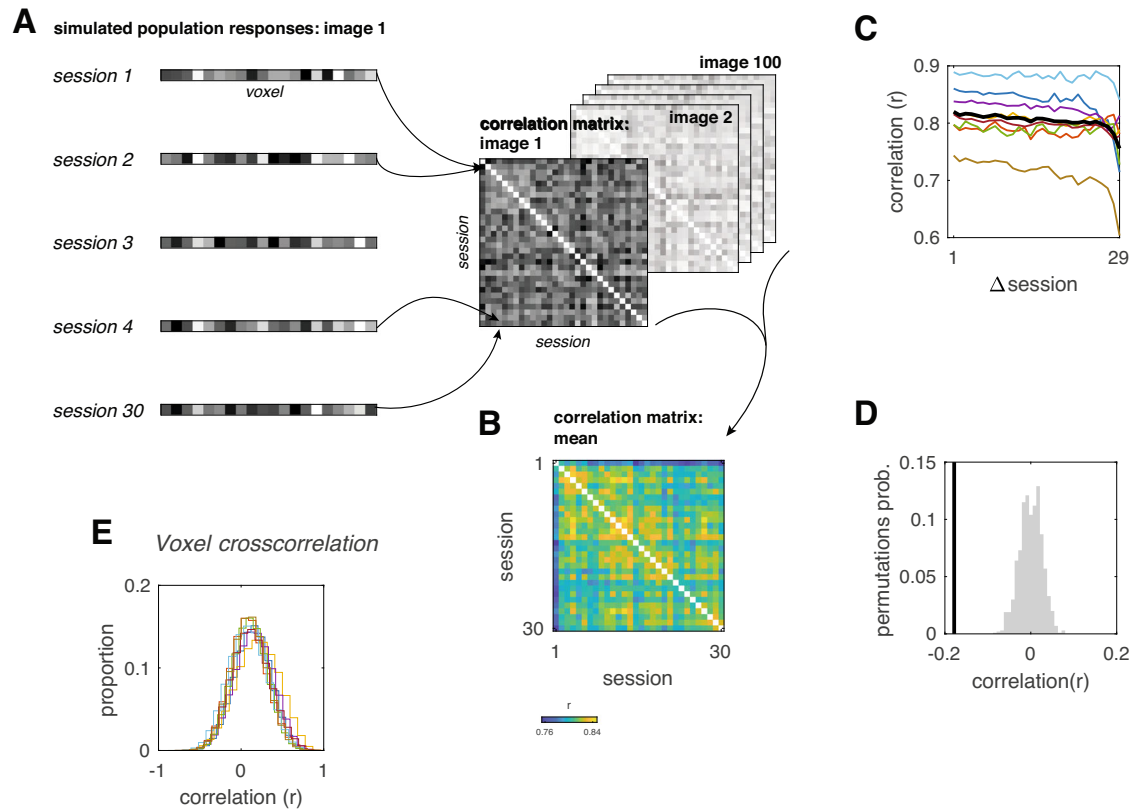 A
simulated population responses: image 1
session 1
voxel
session 2
session 3
session 4
session 30
correlation matrix:
image 1
image 2
image 100
session
session
B
correlation matrix:
mean
1
30
session
1
30
session
r
0.76
0.84
C
0.9
0.8
0.7
0.6
correlation (r)
1
29
Δsession
D
0.15
0.1
0.05
0
permutations prob.
-0.2
0
0.2
correlation(r)
E
Voxel crosscorrelation
0.2
0.1
0
proportion
-1
0
1
correlation (r)